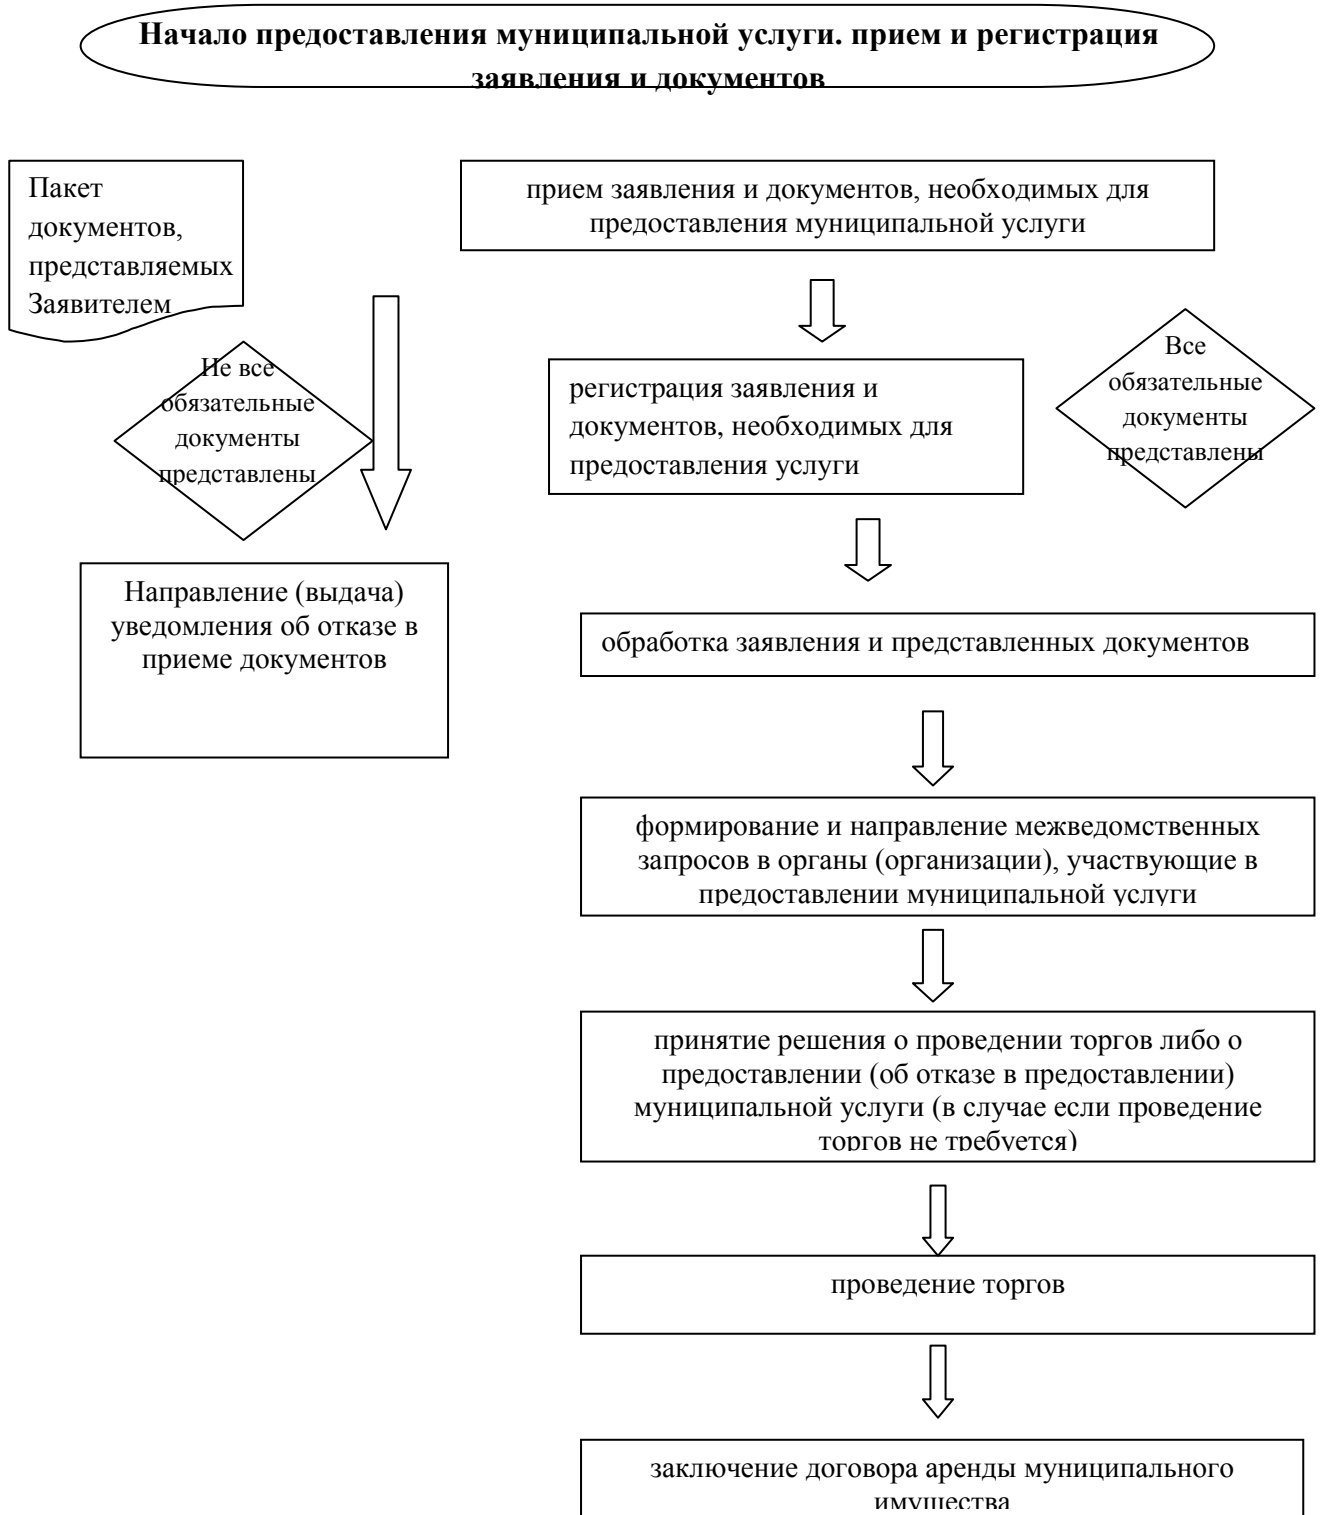 Начало предоставления муниципальной услуги. прием и регистрация
заявления и документов
Пакет
документов,
представляемых
Заявителем
прием заявления и документов, необходимых для
предоставления муниципальной услуги
Не все
обязательные
документы
представлены
регистрация заявления и
документов, необходимых для
предоставления услуги
Все
обязательные
документы
представлены
Направление (выдача)
уведомления об отказе в
приеме документов
обработка заявления и представленных документов
формирование и направление межведомственных
запросов в органы (организации), участвующие в
предоставлении муниципальной услуги
принятие решения о проведении торгов либо о
предоставлении (об отказе в предоставлении)
муниципальной услуги (в случае если проведение
торгов не требуется)
проведение торгов
заключение договора аренды муниципального
имущества